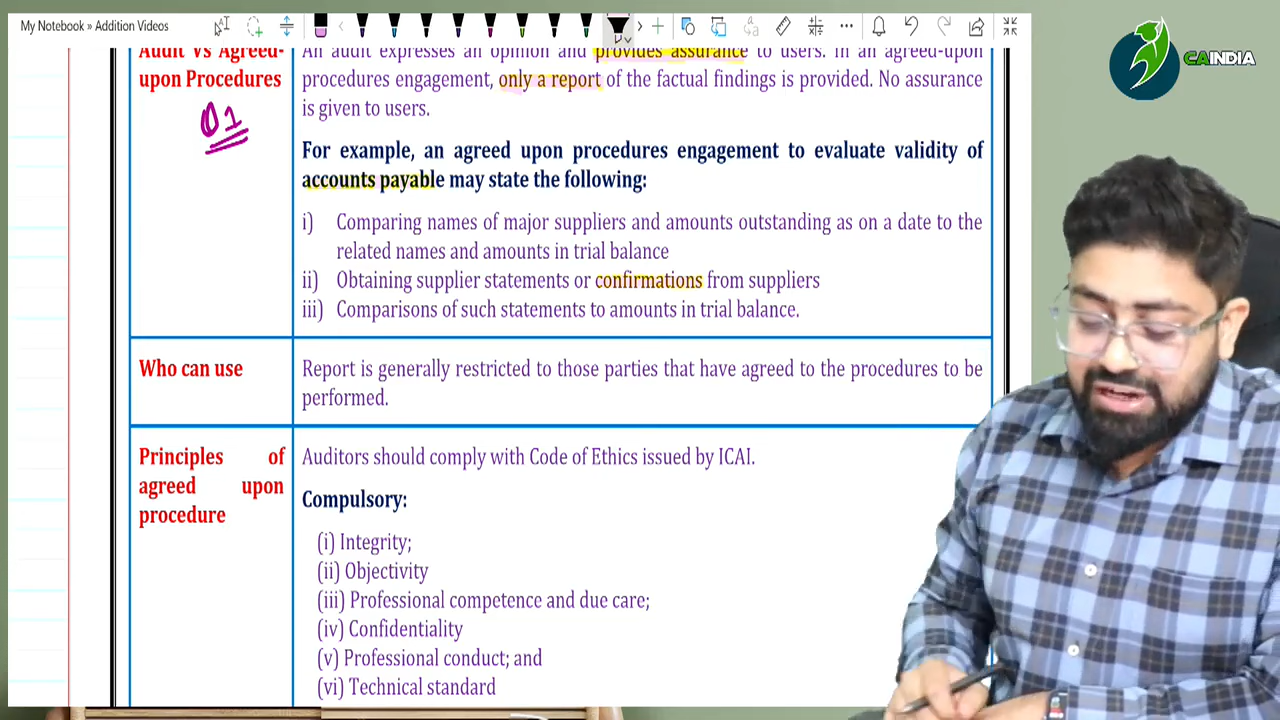 My Notebook » Addition Videos
CAINDIA
Audit Vs Agreed-
upon Procedures
Q1
An audit expresses an opinion and provides assurance to users. In an agreed-upon
procedures engagement, only a report of the factual findings is provided. No assurance
is given to users.
For example, an agreed upon procedures engagement to evaluate validity of
accounts payable may state the following:
i) Comparing names of major suppliers and amounts outstanding as on a date to the
related names and amounts in trial balance
ii) Obtaining supplier statements or confirmations from suppliers
iii) Comparisons of such statements to amounts in trial balance.
Who can use
Report is generally restricted to those parties that have agreed to the procedures to be
performed.
Principles of
agreed upon
procedure
Auditors should comply with Code of Ethics issued by ICAI.
Compulsory:
(i) Integrity;
(ii) Objectivity
(iii) Professional competence and due care;
(iv) Confidentiality
(v) Professional conduct; and
(vi) Technical standard